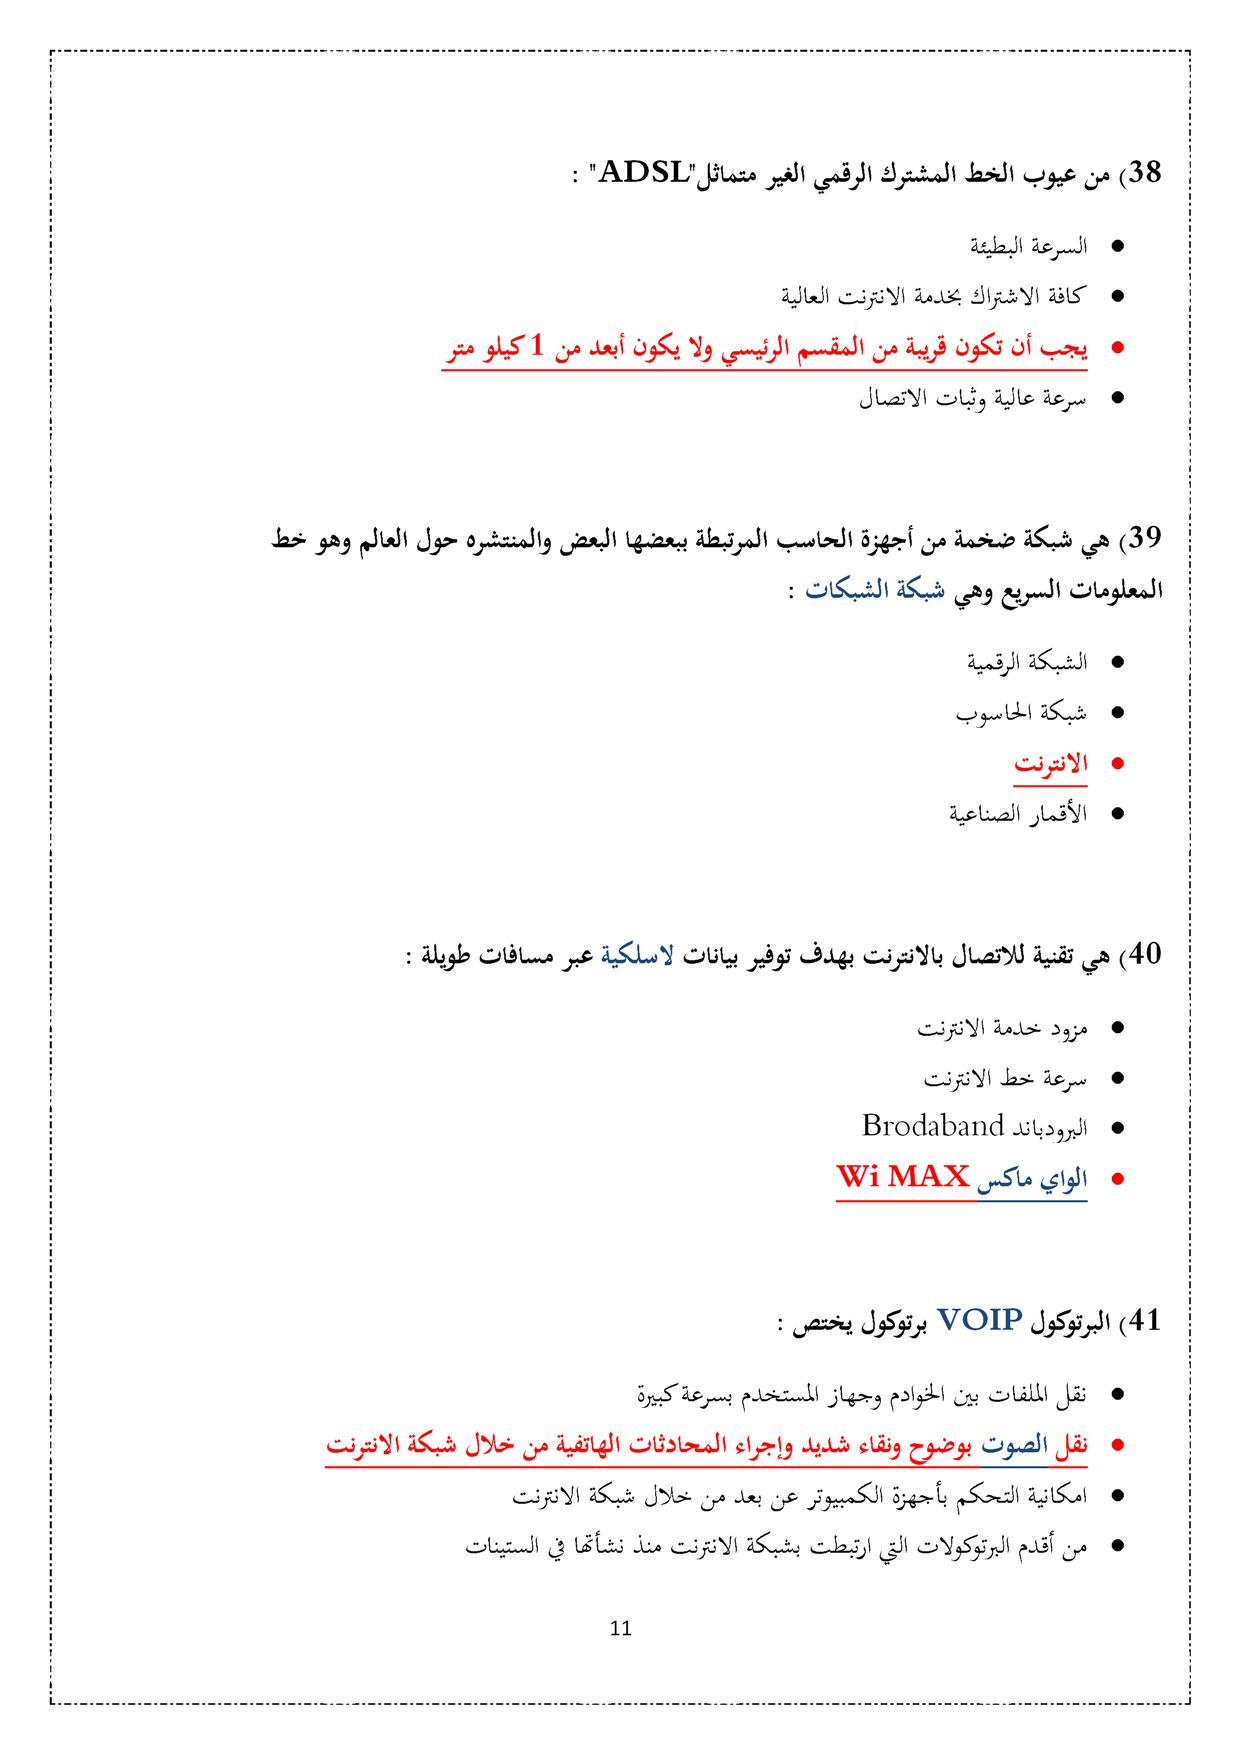 38) من عيوب الخط المشترك الرقمي الغير متماثل"ADSL" :
● السرعة البطيئة
● كافة الاشتراك بخدمة الانترنت العالية
● يجب أن تكون قريبة من المقسم الرئيسي ولا يكون أبعد من 1 كيلو متر
● سرعة عالية وثبات الاتصال
39) هي شبكة ضخمة من أجهزة الحاسب المرتبطة ببعضها البعض والمنتشره حول العالم وهو خط
المعلومات السريع وهي شبكة الشبكات :
● الشبكة الرقمية
● شبكة الحاسوب
● الانترنت
● الأقمار الصناعية
40) هي تقنية للاتصال بالانترنت بهدف توفير بيانات لاسلكية عبر مسافات طويلة :
● مزود خدمة الانترنت
● سرعة خط الانترنت
● البرودباند Brodaband
● الواي ماكس Wi MAX
41) البرتوكول VOIP برتوكول يختص :
● نقل الملفات بين الخوادم وجهاز المستخدم بسرعة كبيرة
● نقل الصوت بوضوح ونقاء شديد وإجراء المحادثات الهاتفية من خلال شبكة الانترنت
● امكانية التحكم بأجهزة الكمبيوتر عن بعد من خلال شبكة الانترنت
● من أقدم البرتوكولات التي ارتبطت بشبكة الانترنت منذ نشأتها في الستينات
11